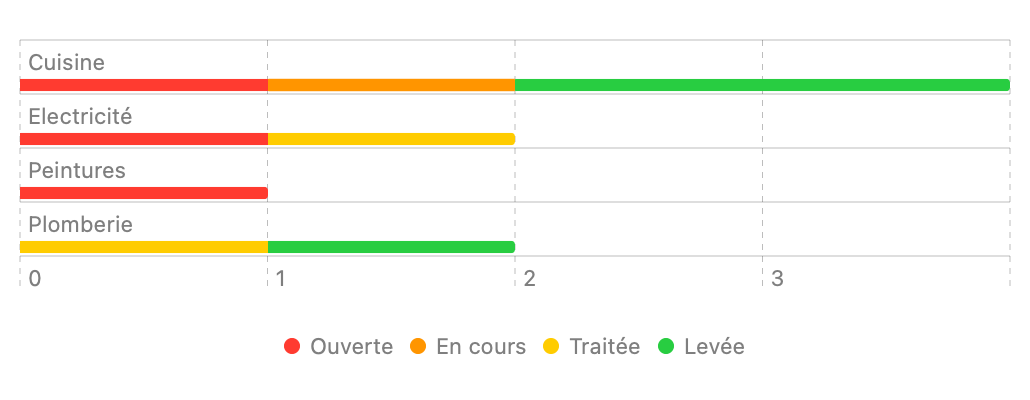 Cuisine
Electricité
Peintures
Plomberie
0 1 2 3
Ouverte En cours Traitée Levée